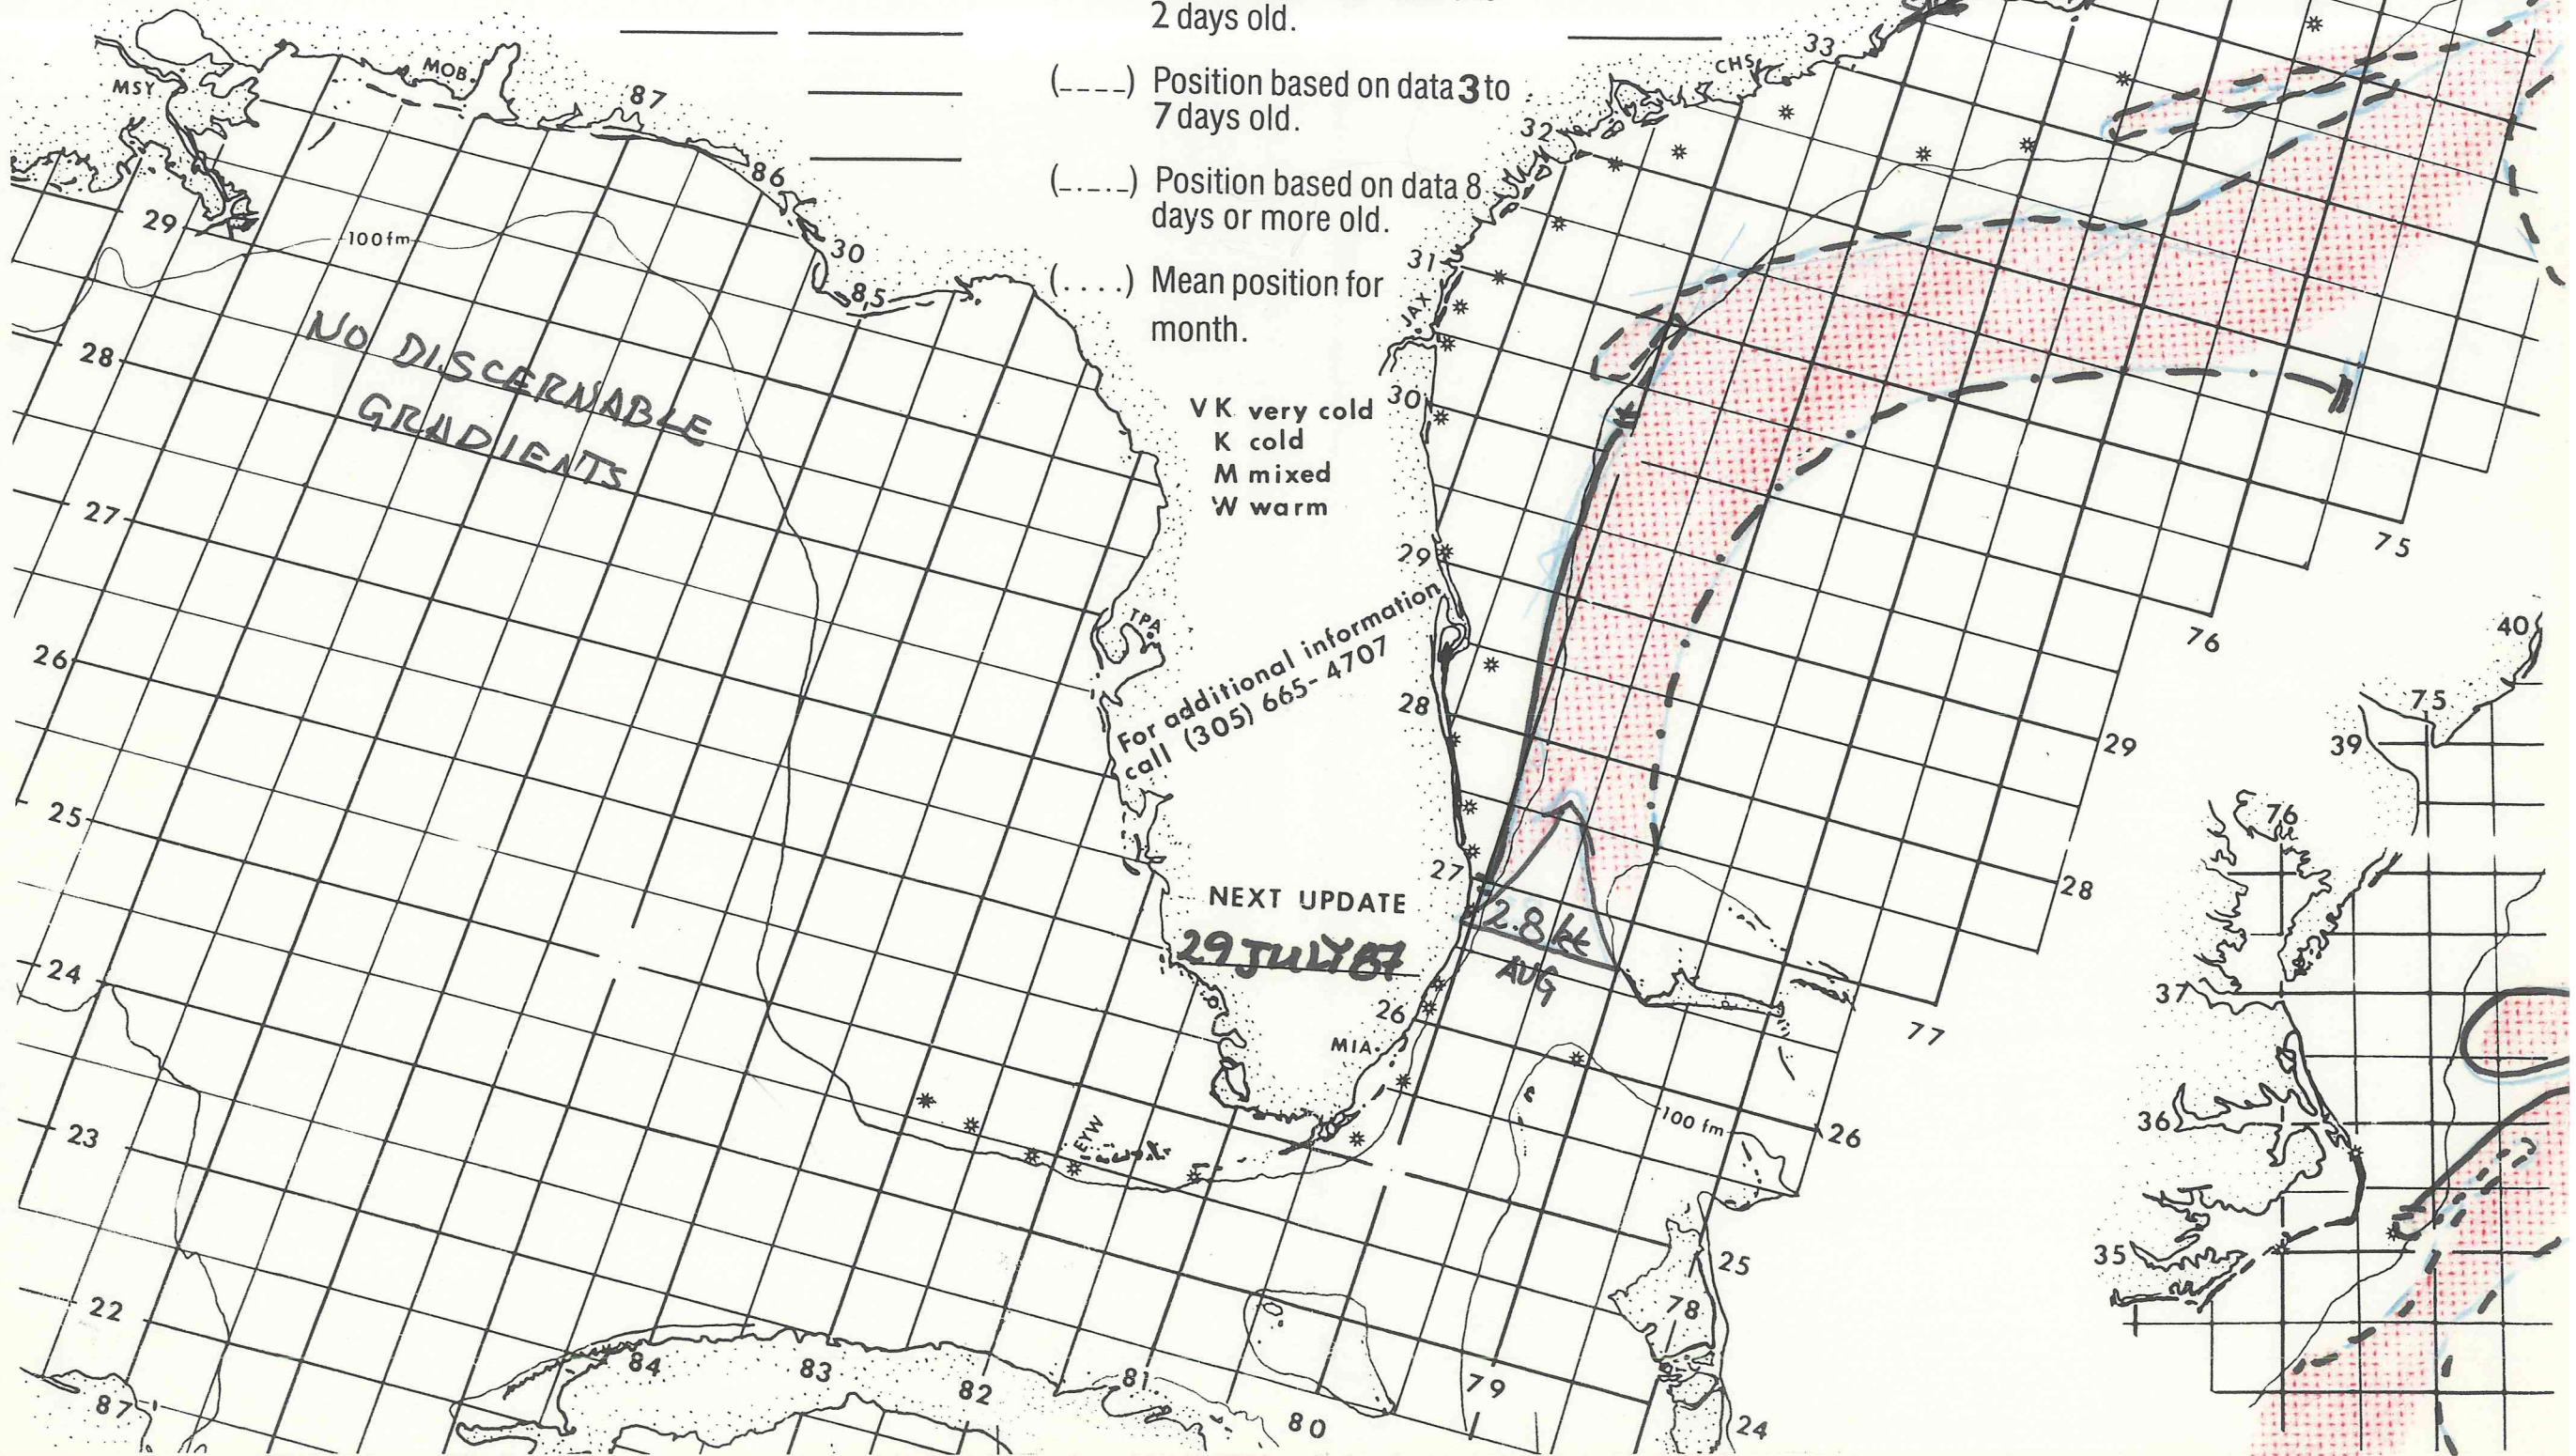 2 days old.
(----) Position based on data 3 to
7 days old.
(-.-.-) Position based on data 8
days or more old.
(....) Mean position for
month.
VK very cold
K cold
M mixed
W warm
For additional information
call (305) 665-4707
NEXT UPDATE
29 JULY 87
NO DISCERNABLE
GRADIENTS
2.8 kt
AUG
MSY
MOB.
87
86
30
85
29
100 fm
28
27
26
25
24
23
22
87
84
83
82
81
80
79
78
24
25
26
100 fm
77
28
29
76
75
CHS
33
32
31
JAX
30
29
28
27
26
MIA.
TPA
EYW
40
75
39
76
37
36
35